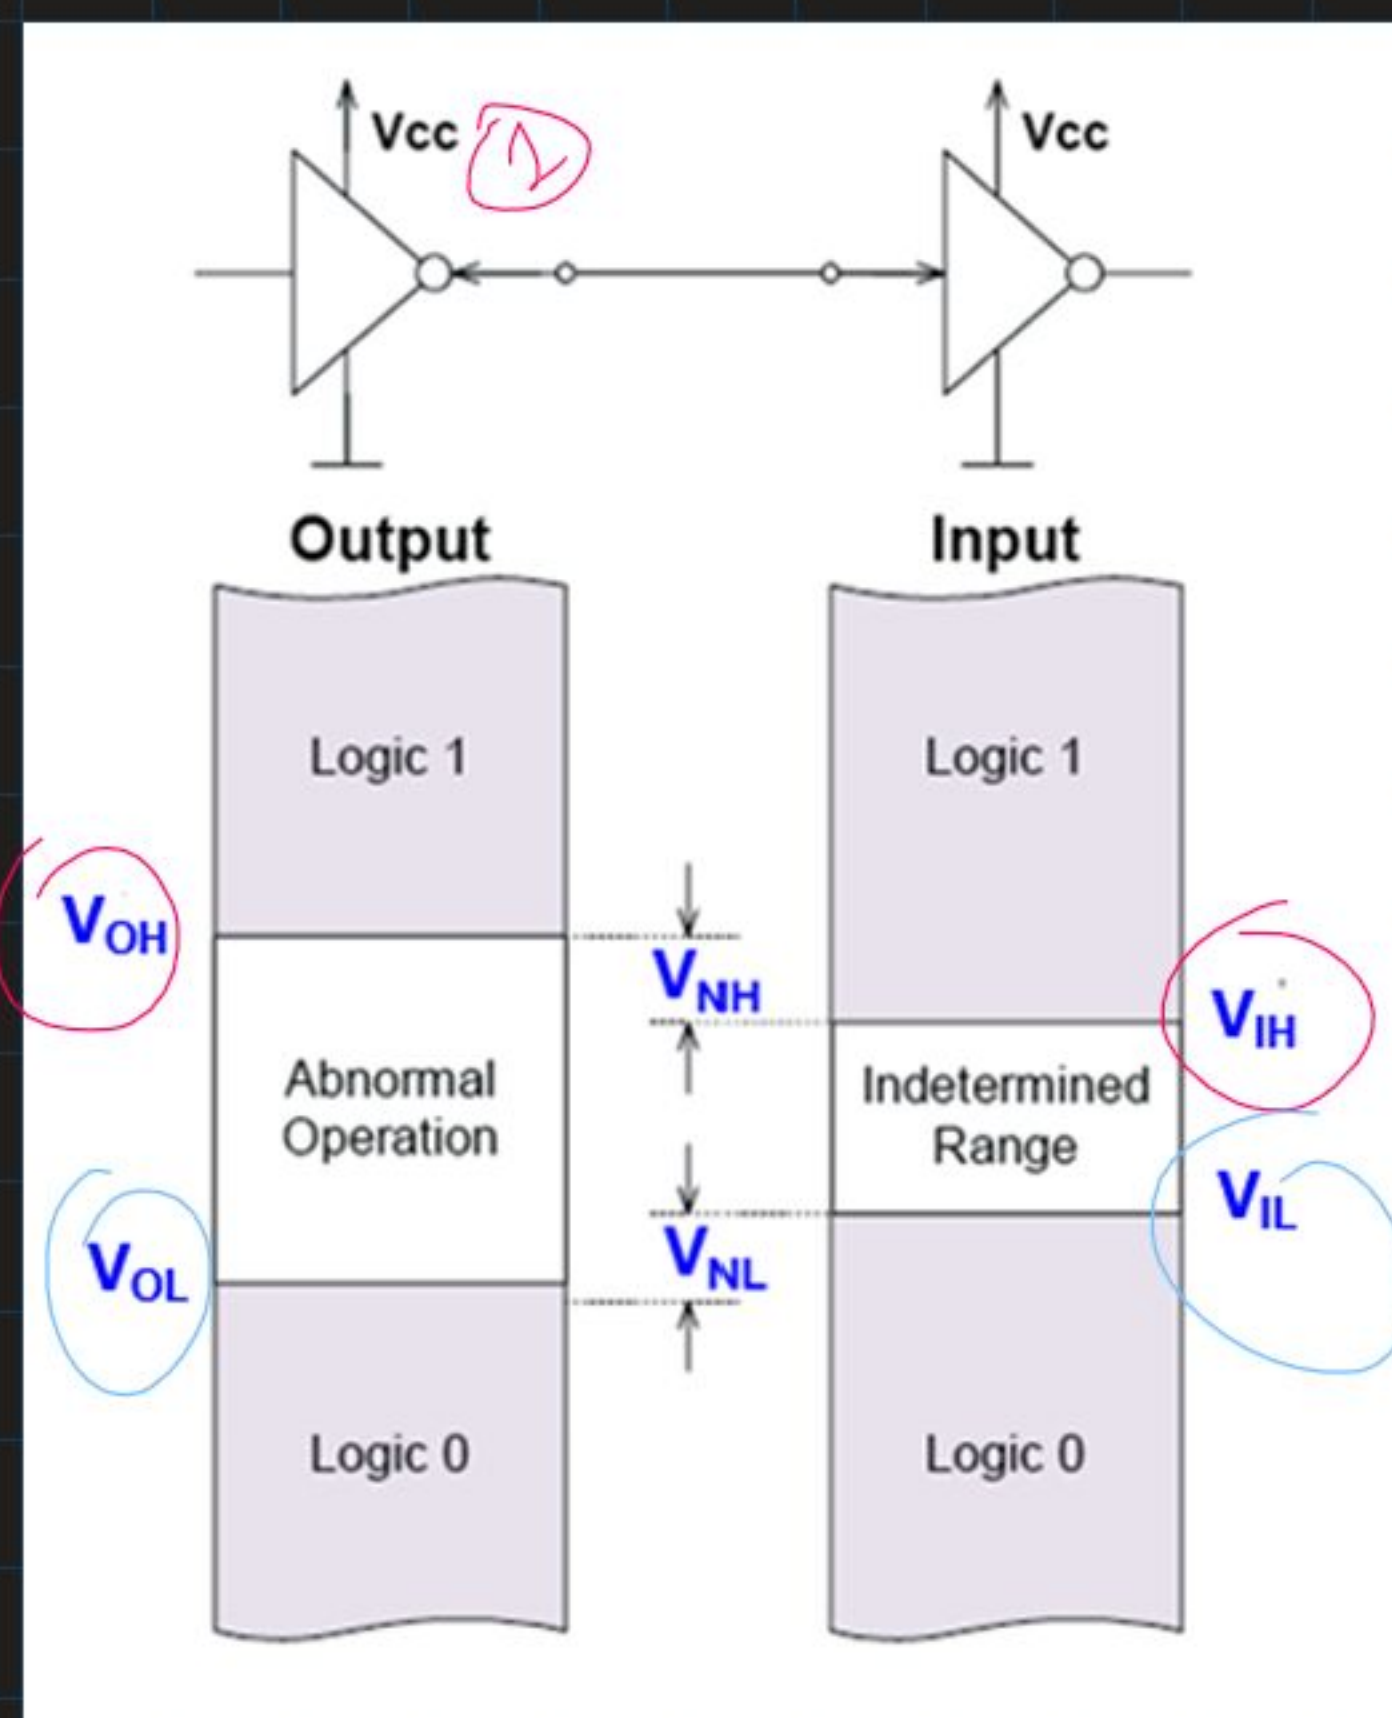 Vcc
Vcc
Output
Input
Logic 1
Logic 1
VOH
VNH
VIH
Abnormal
Operation
Indetermined
Range
VIL
VOL
VNL
Logic 0
Logic 0